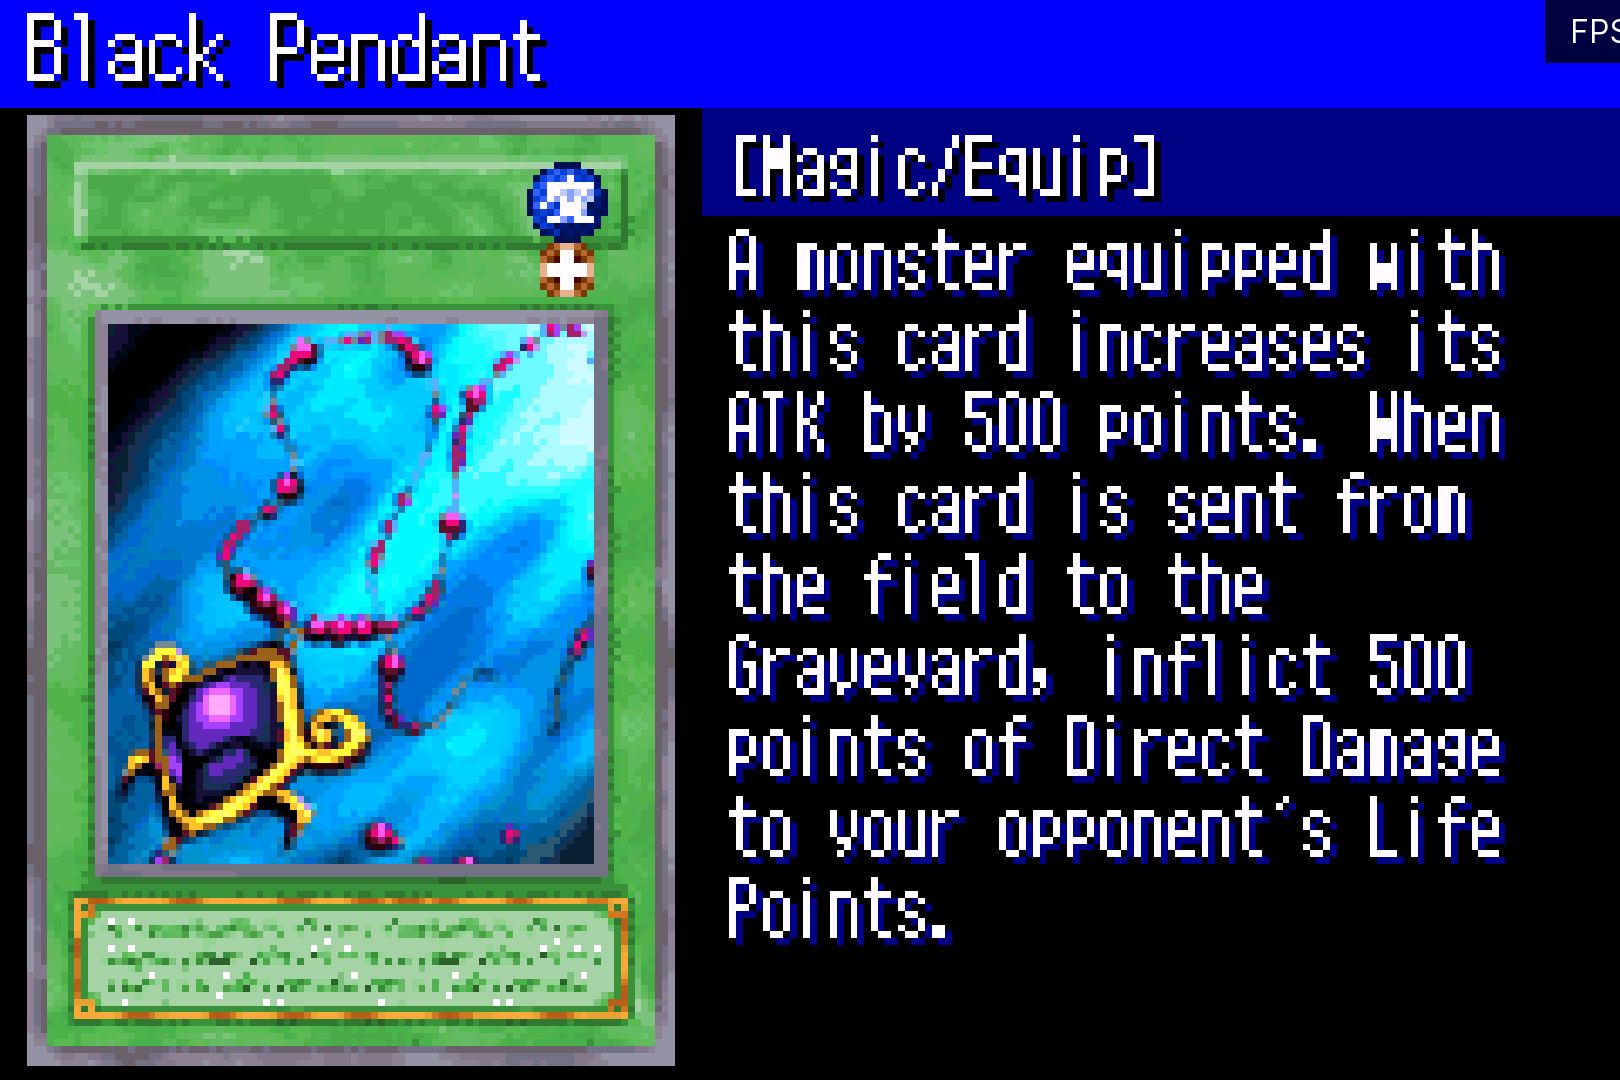 Black Pendant
FPS
[Magic/Equip]
A monster equipped with
this card increases its
ATK by 500 points. When
this card is sent from
the field to the
Graveyard, inflict 500
points of Direct Damage
to your opponent's Life
Points.